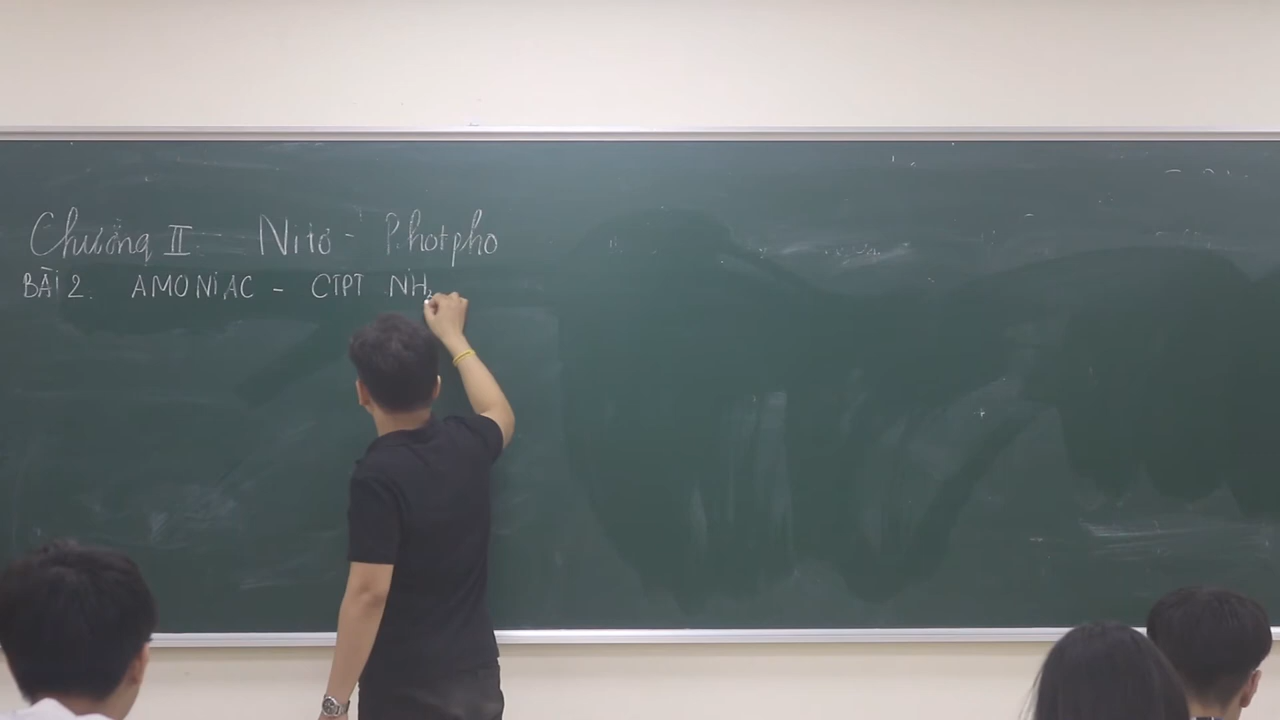 Chương II Nitơ - Photpho
BÀI 2. AMONIAC - CTPT NH₃